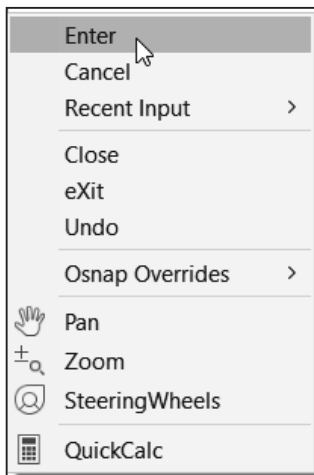 Enter
Cancel
Recent Input
Close
eXit
Undo
Osnap Overrides
Pan
Zoom
SteeringWheels
QuickCalc